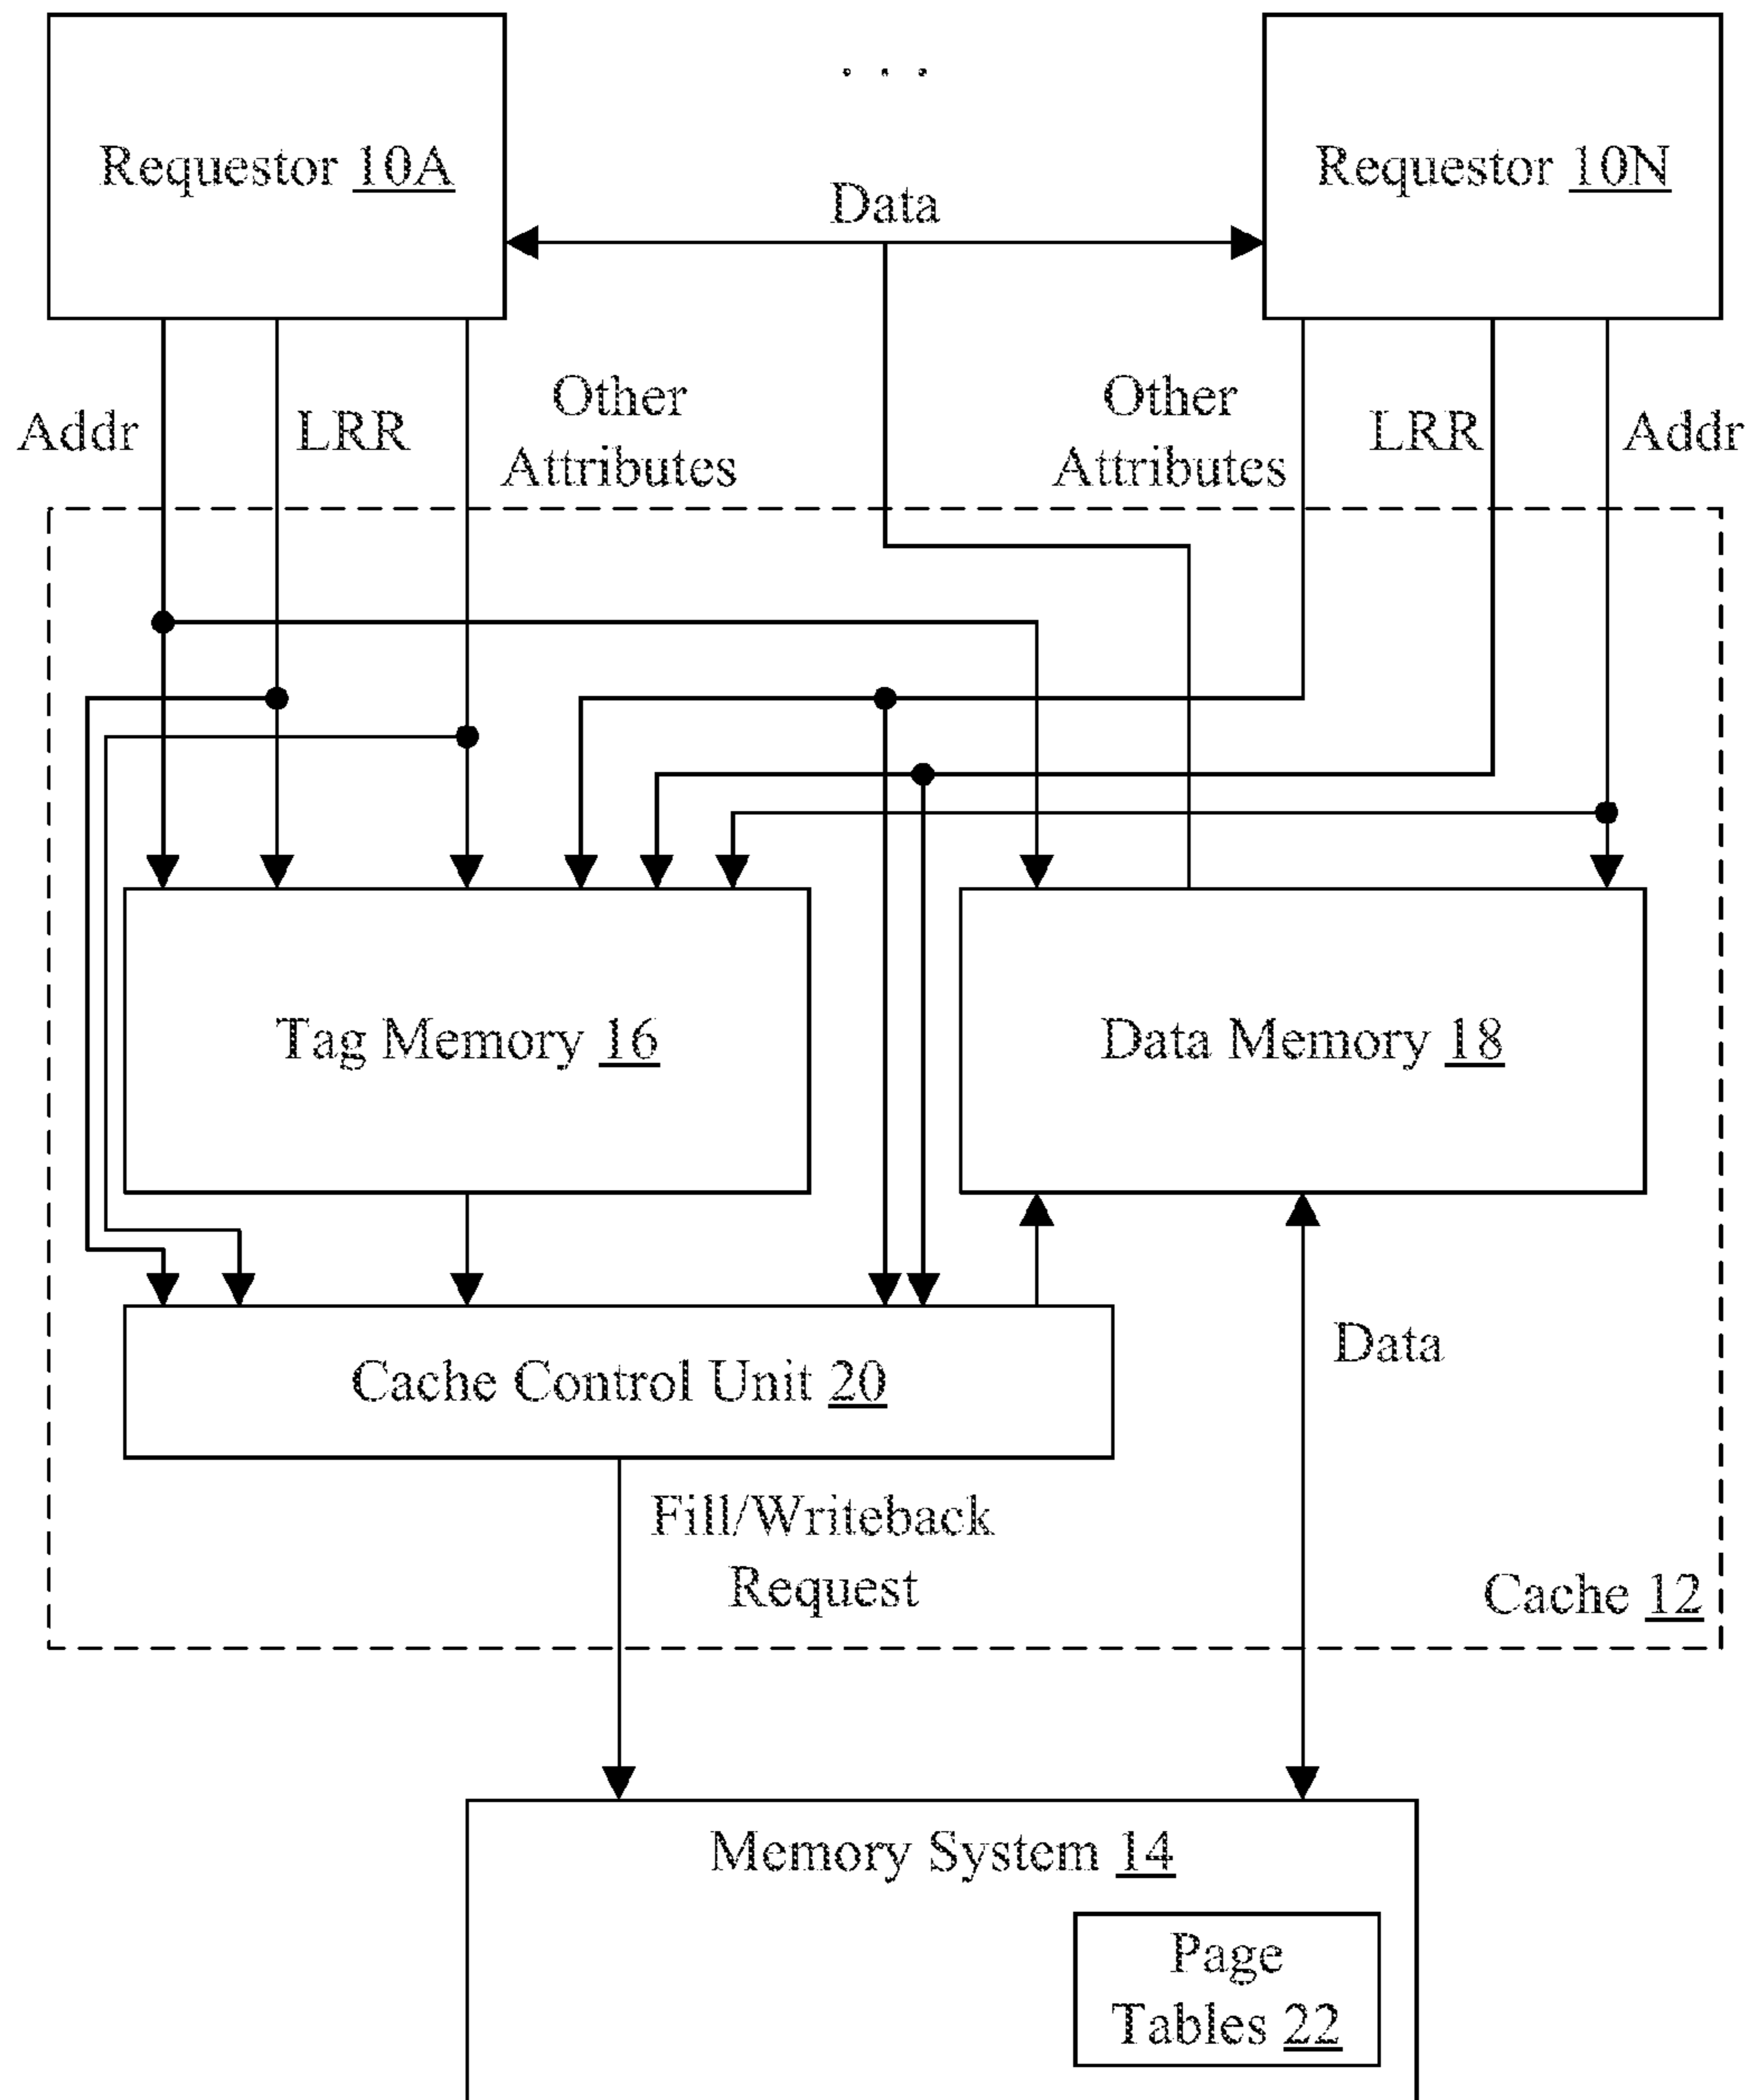 . . .
Requestor 10A
Requestor 10N
Data
Addr
LRR
Other
Attributes
Other
Attributes
LRR
Addr
Tag Memory 16
Data Memory 18
Cache Control Unit 20
Data
Fill/Writeback
Request
Cache 12
Memory System 14
Page
Tables 22